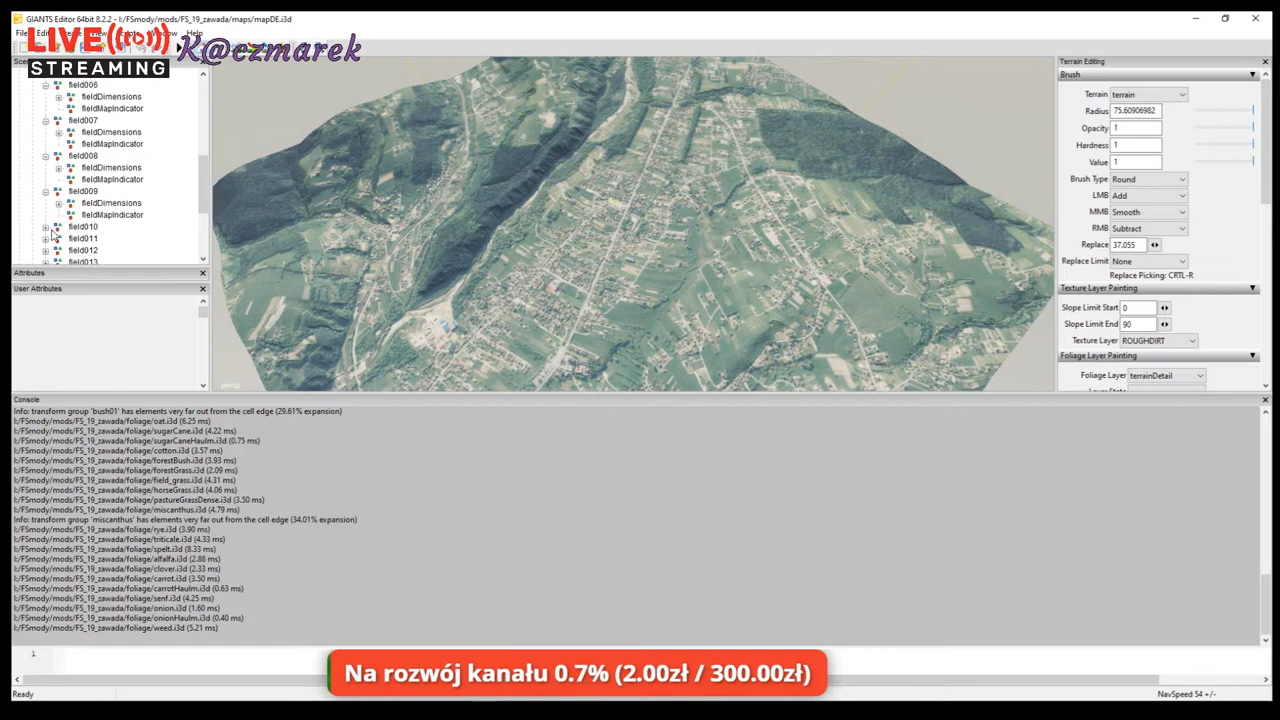 GIANTS Editor 64bit 8.2.2 - I:/FSmody/mods/FS_19_zawada/maps/mapDE.i3d
Help
LIVE
STREAMING
K@czmarek
field006
fieldDimensions
fieldMapIndicator
field007
fieldDimensions
fieldMapIndicator
field008
fieldDimensions
fieldMapIndicator
field009
fieldDimensions
fieldMapIndicator
field010
field011
field012
field013
Attributes
User Attributes
persp
Terrain Editing
Brush
Terrain terrain
Radius 75.60906982
Opacity 1
Hardness 1
Value 1
Brush Type Round
LMB Add
MMB Smooth
RMB Subtract
Replace 37.055
Replace Limit None
Replace Picking: CRTL-R
Texture Layer Painting
Slope Limit Start 0
Slope Limit End 90
Texture Layer ROUGHDIRT
Foliage Layer Painting
Foliage Layer terrainDetail
Console
Info: transform group 'bush01' has elements very far out from the cell edge (29.61% expansion)
I:/FSmody/mods/FS_19_zawada/foliage/oat.i3d (6.25 ms)
I:/FSmody/mods/FS_19_zawada/foliage/sugarCane.i3d (4.22 ms)
I:/FSmody/mods/FS_19_zawada/foliage/sugarCaneHaulm.i3d (0.75 ms)
I:/FSmody/mods/FS_19_zawada/foliage/cotton.i3d (3.57 ms)
I:/FSmody/mods/FS_19_zawada/foliage/forestBush.i3d (3.93 ms)
I:/FSmody/mods/FS_19_zawada/foliage/forestGrass.i3d (2.09 ms)
I:/FSmody/mods/FS_19_zawada/foliage/field_grass.i3d (4.31 ms)
I:/FSmody/mods/FS_19_zawada/foliage/horseGrass.i3d (4.06 ms)
I:/FSmody/mods/FS_19_zawada/foliage/pastureGrassDense.i3d (3.50 ms)
I:/FSmody/mods/FS_19_zawada/foliage/miscanthus.i3d (4.79 ms)
Info: transform group 'miscanthus' has elements very far out from the cell edge (34.01% expansion)
I:/FSmody/mods/FS_19_zawada/foliage/rye.i3d (3.90 ms)
I:/FSmody/mods/FS_19_zawada/foliage/triticale.i3d (4.33 ms)
I:/FSmody/mods/FS_19_zawada/foliage/spelt.i3d (8.33 ms)
I:/FSmody/mods/FS_19_zawada/foliage/alfalfa.i3d (2.88 ms)
I:/FSmody/mods/FS_19_zawada/foliage/clover.i3d (2.33 ms)
I:/FSmody/mods/FS_19_zawada/foliage/carrot.i3d (3.50 ms)
I:/FSmody/mods/FS_19_zawada/foliage/carrotHaulm.i3d (0.63 ms)
I:/FSmody/mods/FS_19_zawada/foliage/senf.i3d (4.25 ms)
I:/FSmody/mods/FS_19_zawada/foliage/onion.i3d (1.60 ms)
I:/FSmody/mods/FS_19_zawada/foliage/onionHaulm.i3d (0.40 ms)
I:/FSmody/mods/FS_19_zawada/foliage/weed.i3d (5.21 ms)
1
Na rozwój kanału 0.7% (2.00zł / 300.00zł)
Ready
NavSpeed 54 +/-